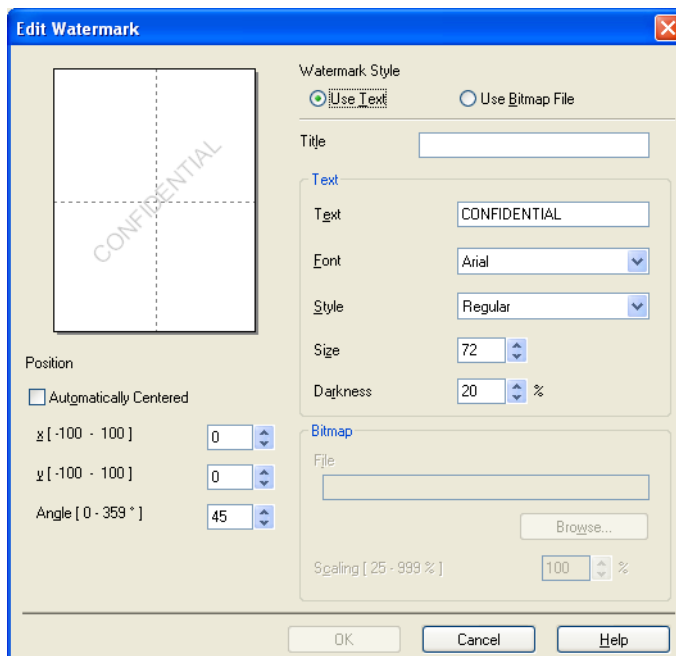 Edit Watermark
CONFIDENTIAL
Position
Automatically Centered
x [ -100 - 100 ] 0
y [ -100 - 100 ] 0
Angle [ 0 - 359 ° ] 45
Watermark Style
Use Text Use Bitmap File
Title
Text
Text CONFIDENTIAL
Font Arial
Style Regular
Size 72
Darkness 20 %
Bitmap
File
Browse...
Scaling [ 25 - 999 % ] 100 %
OK Cancel Help